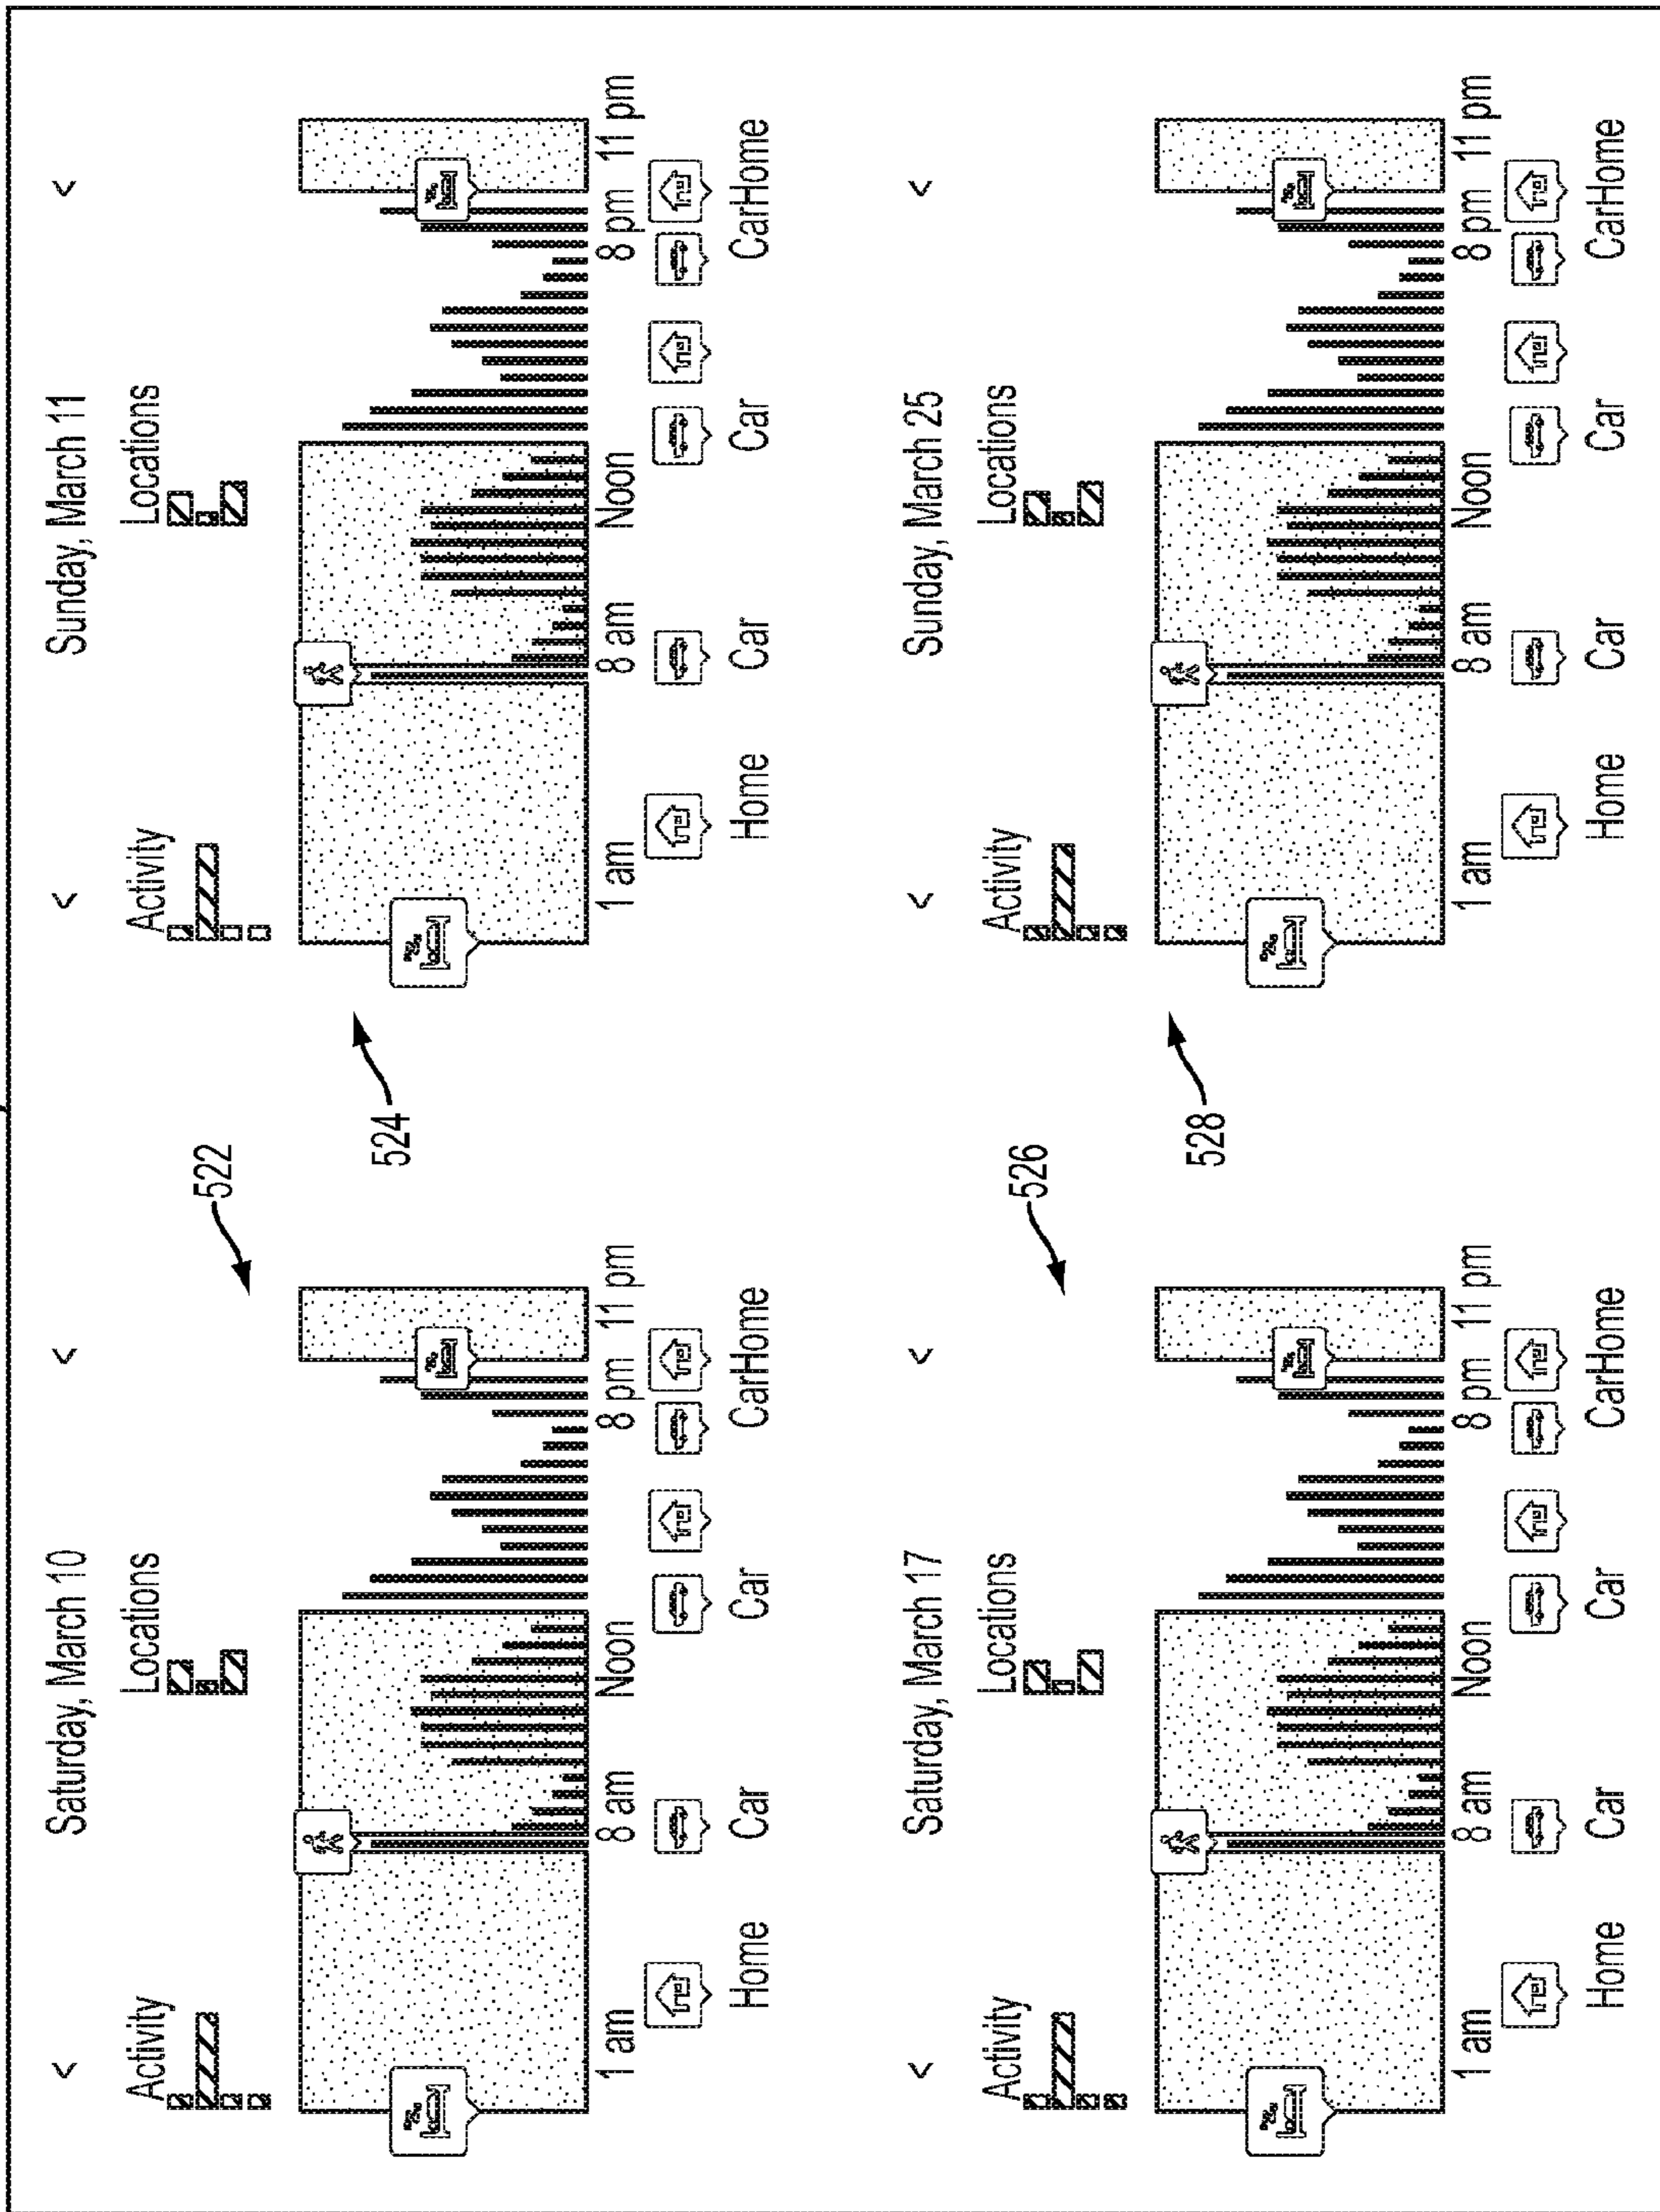 < Saturday, March 10 <
Activity
Locations
522
1 am 8 am Noon 8 pm 11 pm
Home Car Car CarHome
< Sunday, March 11 <
Activity
Locations
524
1 am 8 am Noon 8 pm 11 pm
Home Car Car CarHome
< Saturday, March 17 <
Activity
Locations
526
1 am 8 am Noon 8 pm 11 pm
Home Car Car CarHome
< Sunday, March 25 <
Activity
Locations
528
1 am 8 am Noon 8 pm 11 pm
Home Car Car CarHome